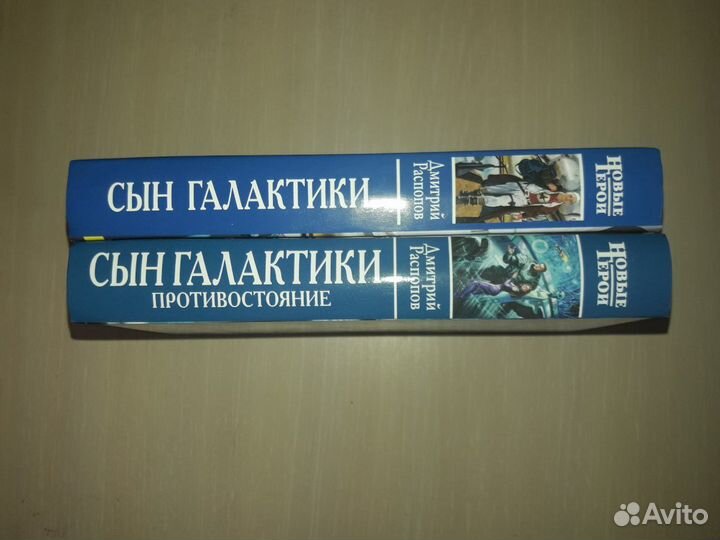 СЫН ГАЛАКТИКИ
Дмитрий
Распопов
НОВЫЕ
ГЕРОИ
СЫН ГАЛАКТИКИ
ПРОТИВОСТОЯНИЕ
Дмитрий
Распопов
НОВЫЕ
ГЕРОИ
Avito